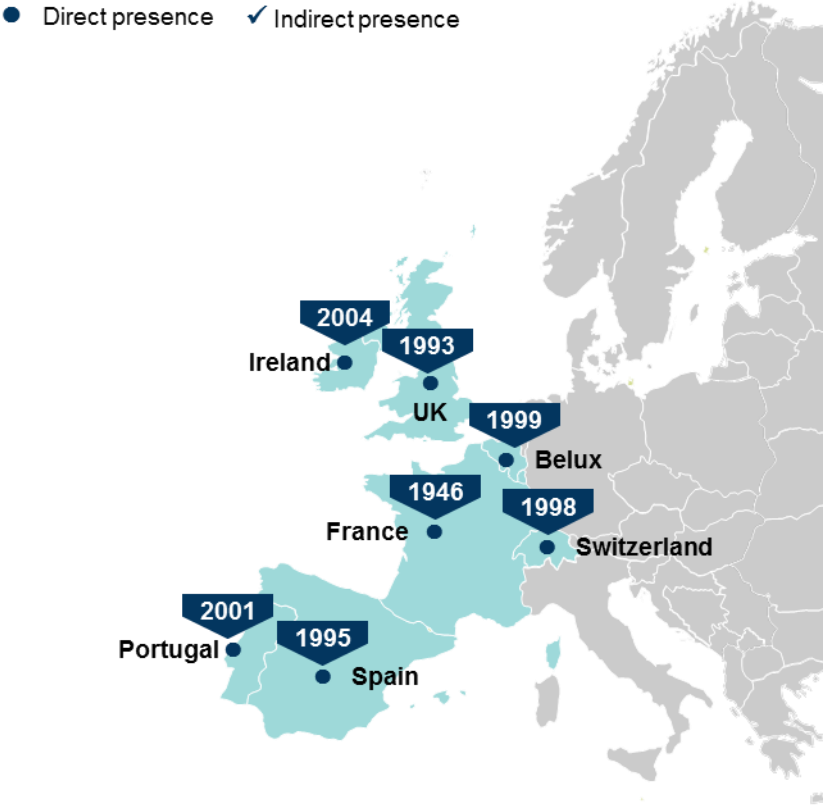 Direct presence ✓ Indirect presence
2004
Ireland
1993
UK
1999
Belux
1946
France
1998
Switzerland
2001
Portugal
1995
Spain